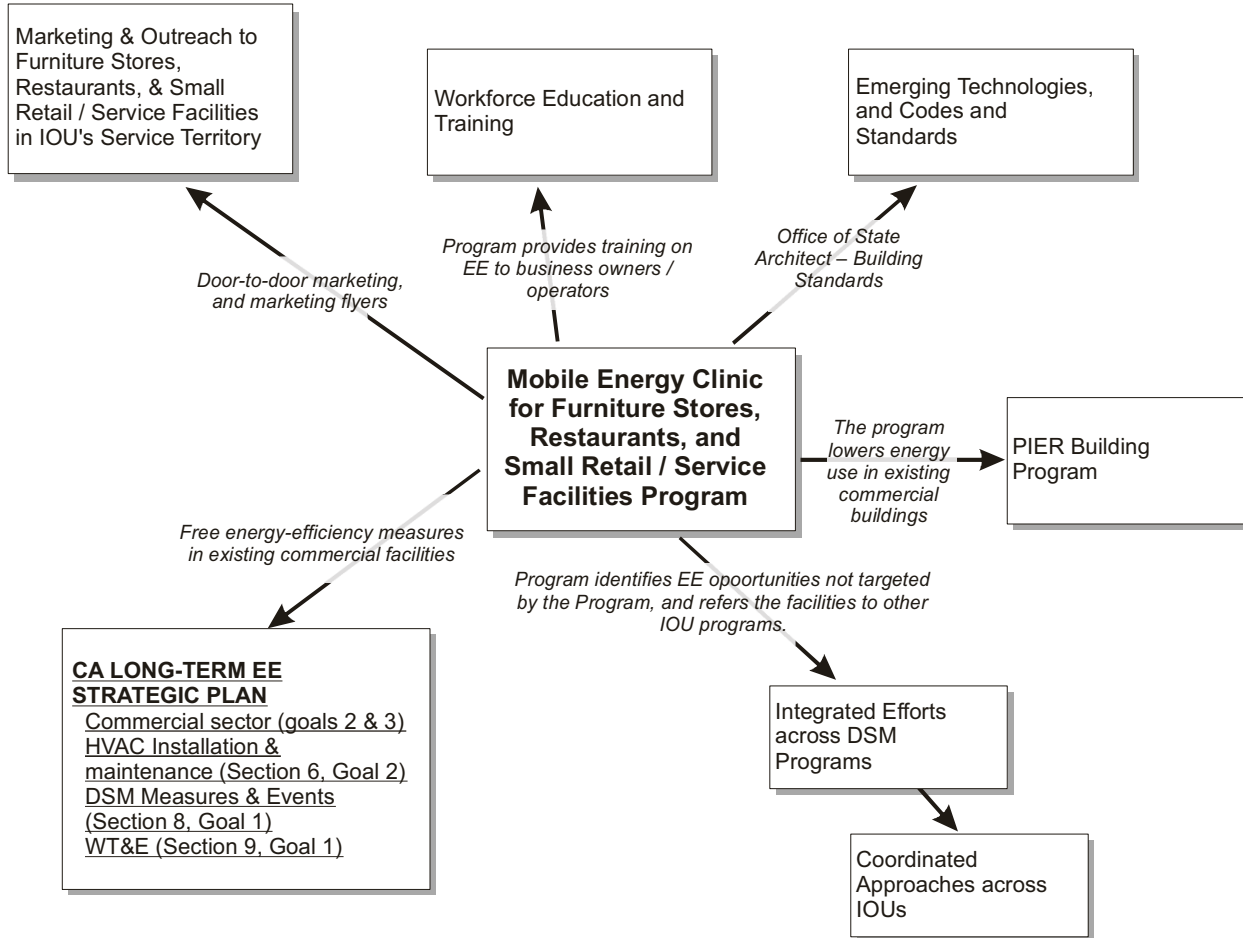 Marketing & Outreach to
Furniture Stores,
Restaurants, & Small
Retail / Service Facilities
in IOU's Service Territory
Workforce Education and
Training
Emerging Technologies,
and Codes and
Standards
Door-to-door marketing,
and marketing flyers
Program provides training on
EE to business owners /
operators
Office of State
Architect – Building
Standards
Mobile Energy Clinic
for Furniture Stores,
Restaurants, and
Small Retail / Service
Facilities Program
The program
lowers energy
use in existing
commercial
buildings
PIER Building
Program
Free energy-efficiency measures
in existing commercial facilities
Program identifies EE opoortunities not targeted
by the Program, and refers the facilities to other
IOU programs.
CA LONG-TERM EE
STRATEGIC PLAN
Commercial sector (goals 2 & 3)
HVAC Installation &
maintenance (Section 6, Goal 2)
DSM Measures & Events
(Section 8, Goal 1)
WT&E (Section 9, Goal 1)
Integrated Efforts
across DSM
Programs
Coordinated
Approaches across
IOUs